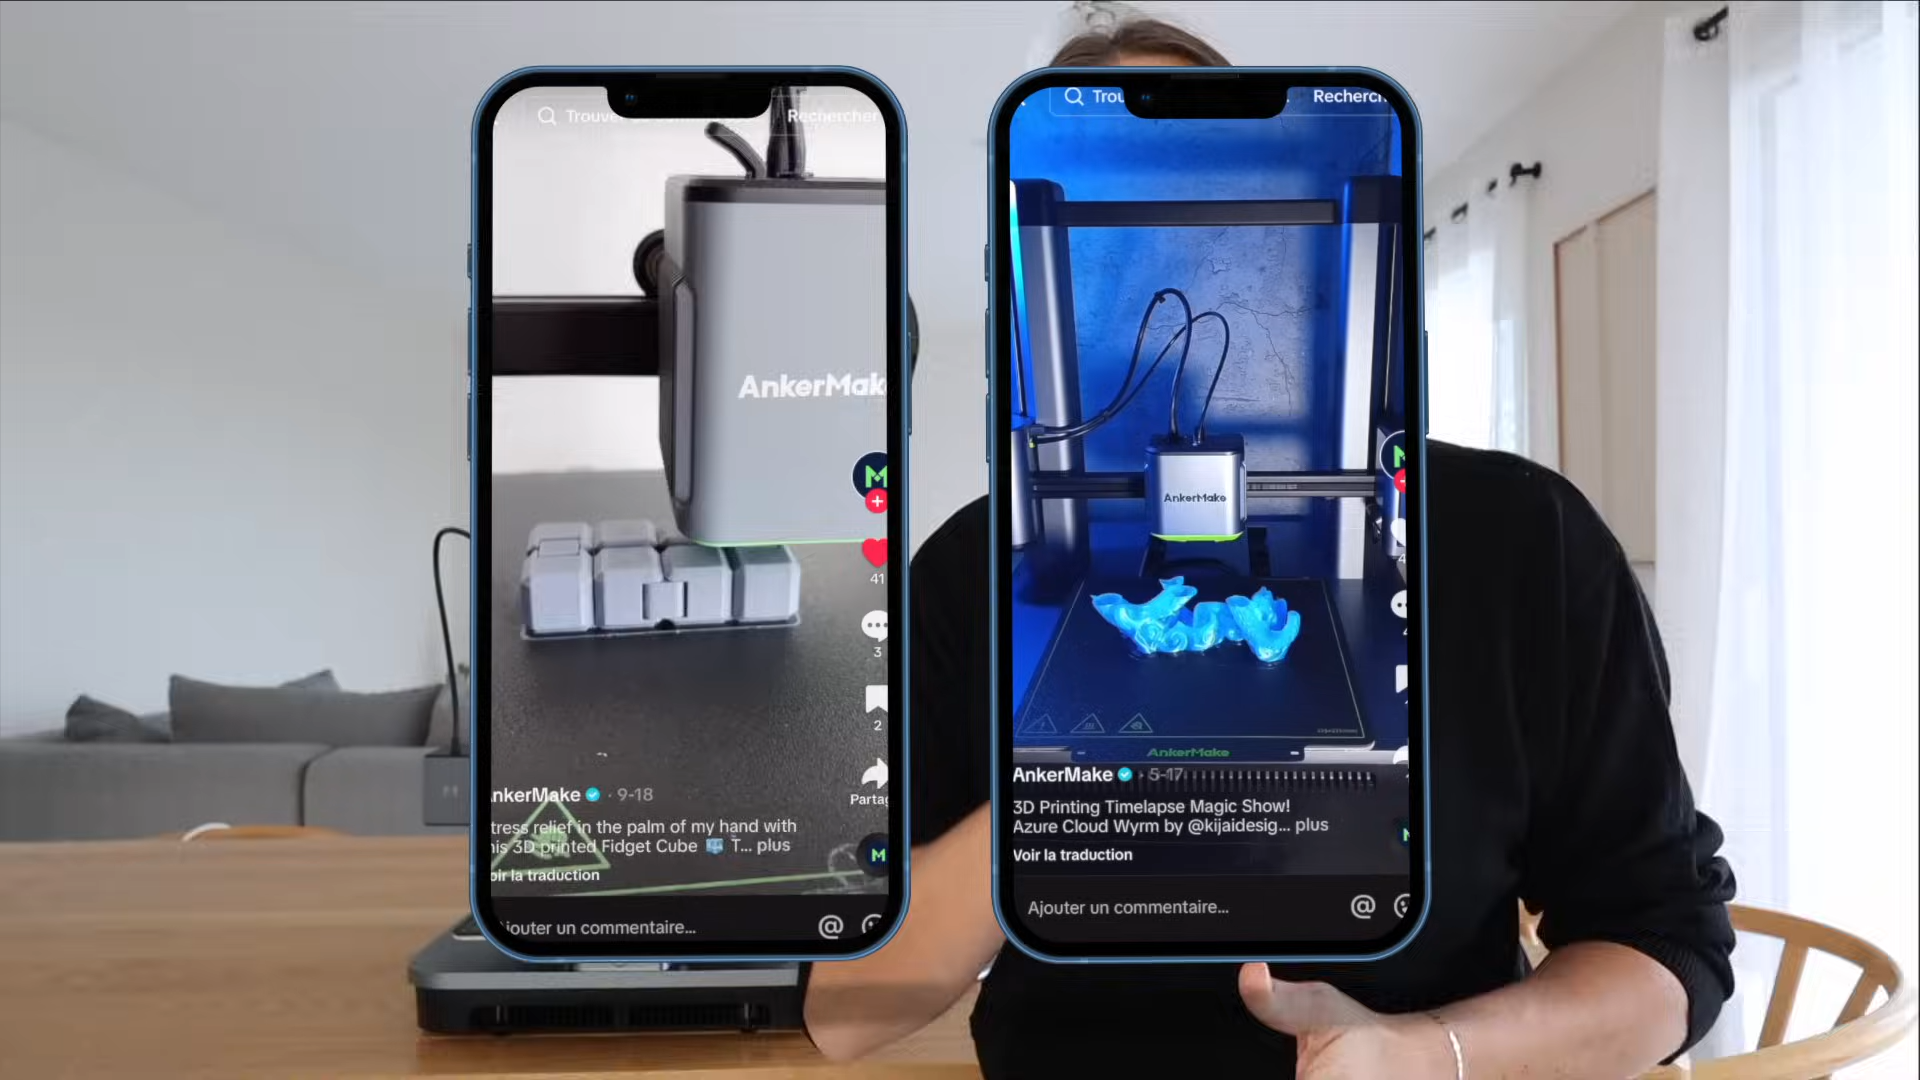 Trouve
Rechercher
AnkerMak
41
3
2
Partag
nkerMake · 9-18
tress relief in the palm of my hand with
his 3D printed Fidget Cube T... plus
oir la traduction
jouter un commentaire...
Trou
Recherch
AnkerMake
AnkerMake
AnkerMake · 5-17
3D Printing Timelapse Magic Show!
Azure Cloud Wyrm by @kijaidesig... plus
Voir la traduction
Ajouter un commentaire...